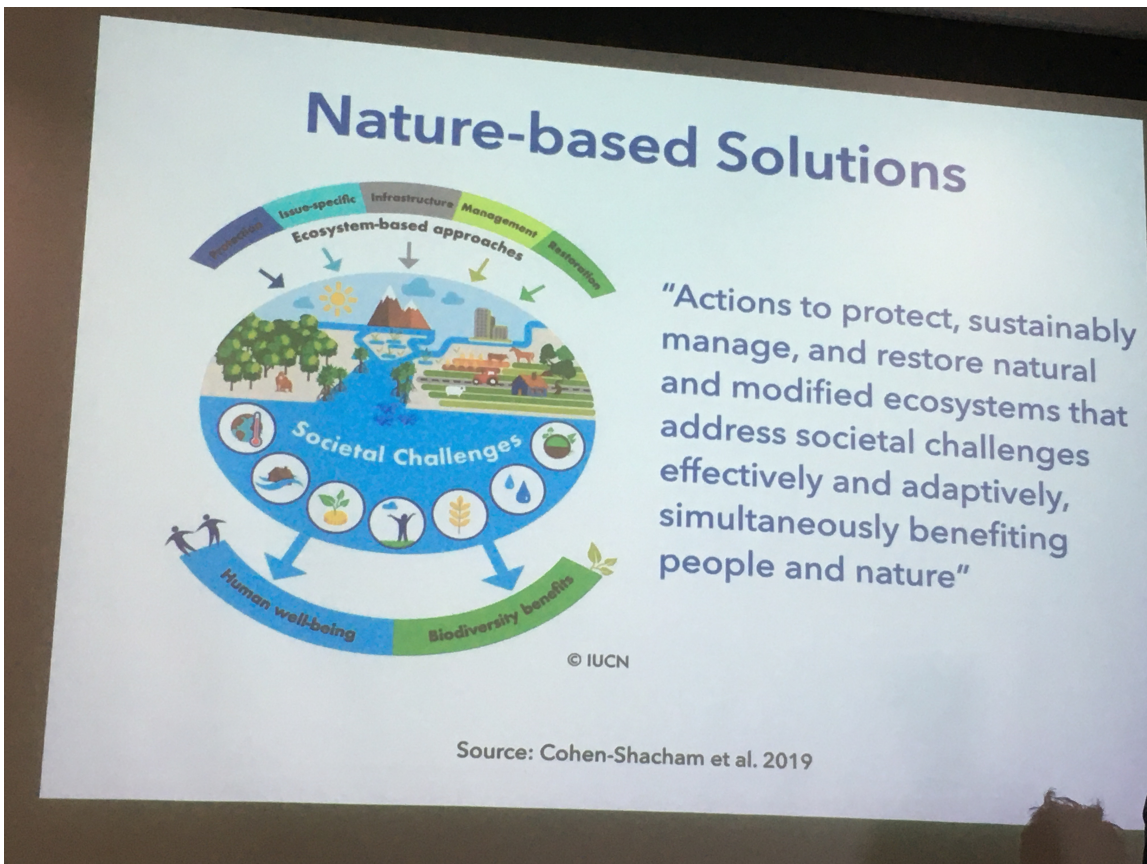 Nature-based Solutions
Protection
Issue-specific
Infrastructure
Management
Restoration
Ecosystem-based approaches
Societal Challenges
Human well-being
Biodiversity benefits
© IUCN
“Actions to protect, sustainably
manage, and restore natural
and modified ecosystems that
address societal challenges
effectively and adaptively,
simultaneously benefiting
people and nature”
Source: Cohen-Shacham et al. 2019